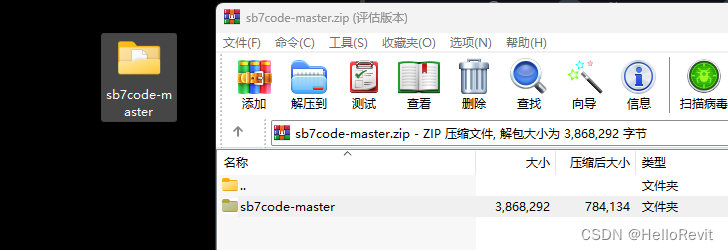 sb7code-m
aster
sb7code-master.zip (评估版本)
文件(F) 命令(C) 工具(S) 收藏夹(O) 选项(N) 帮助(H)
添加 解压到 测试 查看 删除 查找 向导 信息 扫描病毒
sb7code-master.zip - ZIP 压缩文件, 解包大小为 3,868,292 字节
名称 大小 压缩后大小 类型
.. 文件夹
sb7code-master 3,868,292 784,134 文件夹
CSDN @HelloRevit